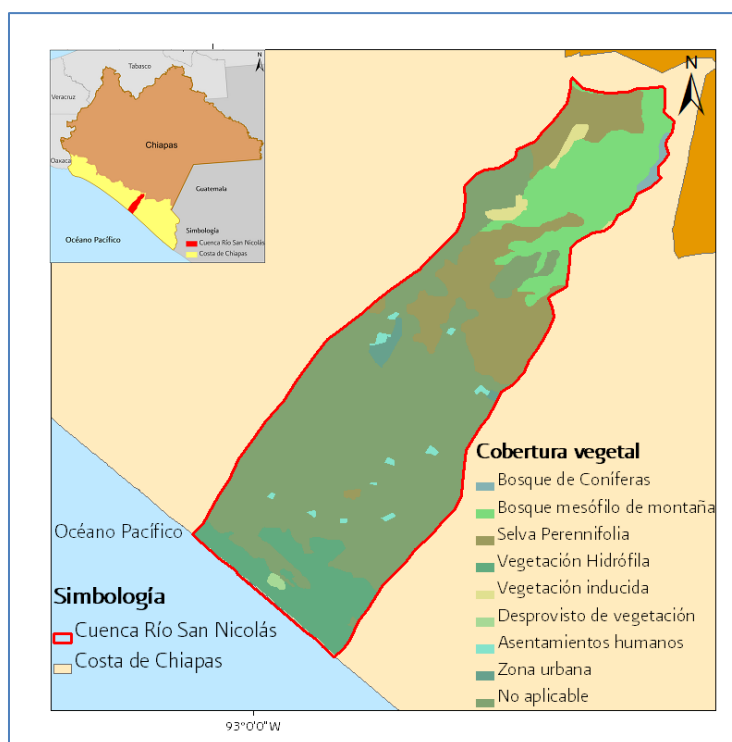 Tabasco
N
Veracruz
Chiapas
Oaxaca
Guatemala
Simbología
Océano Pacífico
Cuenca Río San Nicolás
Costa de Chiapas
N
Océano Pacífico
Simbología
Cuenca Río San Nicolás
Costa de Chiapas
Cobertura vegetal
Bosque de Coníferas
Bosque mesófilo de montaña
Selva Perennifolia
Vegetación Hidrófila
Vegetación inducida
Desprovisto de vegetación
Asentamientos humanos
Zona urbana
No aplicable
93°0'0"W